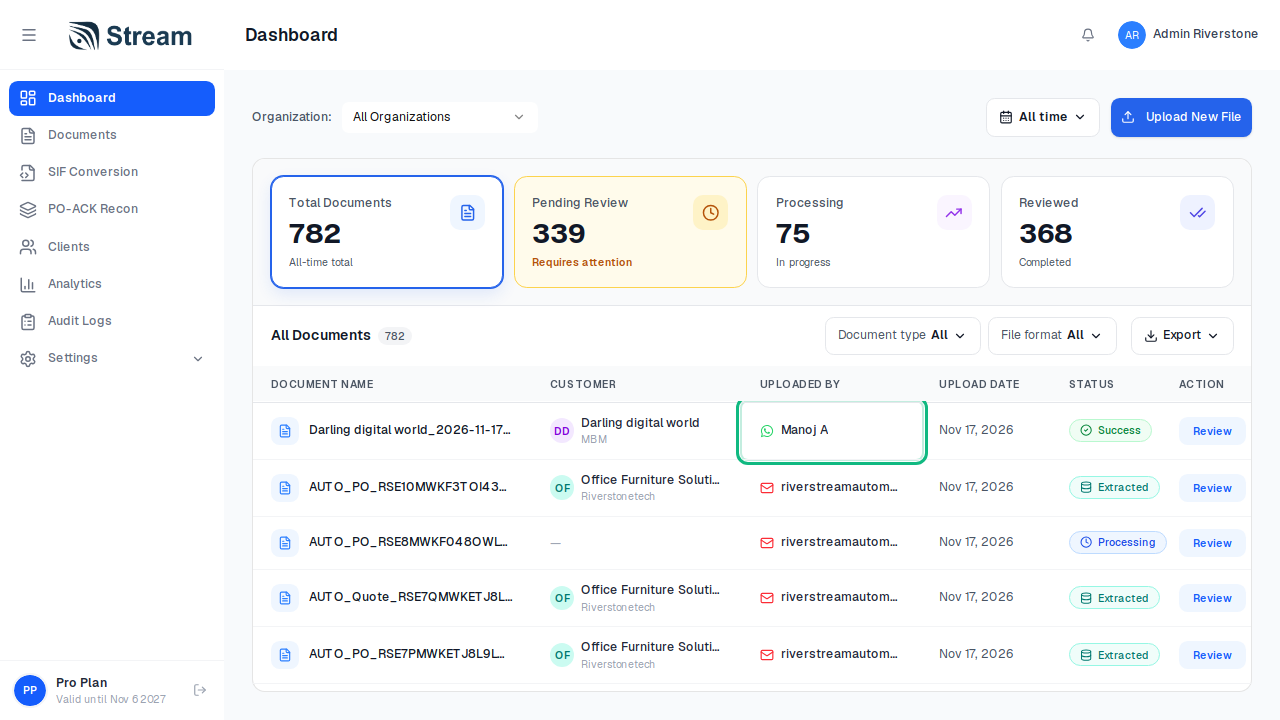 Stream
Dashboard
AR
Admin Riverstone
Dashboard
Documents
SIF Conversion
PO-ACK Recon
Clients
Analytics
Audit Logs
Settings
PP
Pro Plan
Valid until Nov 6 2027
Organization:
All Organizations
All time
Upload New File
Total Documents
782
All-time total
Pending Review
339
Requires attention
Processing
75
In progress
Reviewed
368
Completed
All Documents 782
Document type All
File format All
Export
DOCUMENT NAME CUSTOMER UPLOADED BY UPLOAD DATE STATUS ACTION
Darling digital world_2026-11-17...
DD
Darling digital world
MBM
Manoj A
Nov 17, 2026
Success
Review
AUTO_PO_RSE10MWKF3TOI43...
OF
Office Furniture Soluti...
Riverstonetech
riverstreamautom...
Nov 17, 2026
Extracted
Review
AUTO_PO_RSE8MWKF048OWL...
—
riverstreamautom...
Nov 17, 2026
Processing
Review
AUTO_Quote_RSE7QMWKETJ8L...
OF
Office Furniture Soluti...
Riverstonetech
riverstreamautom...
Nov 17, 2026
Extracted
Review
AUTO_PO_RSE7PMWKETJ8L9L...
OF
Office Furniture Soluti...
Riverstonetech
riverstreamautom...
Nov 17, 2026
Extracted
Review